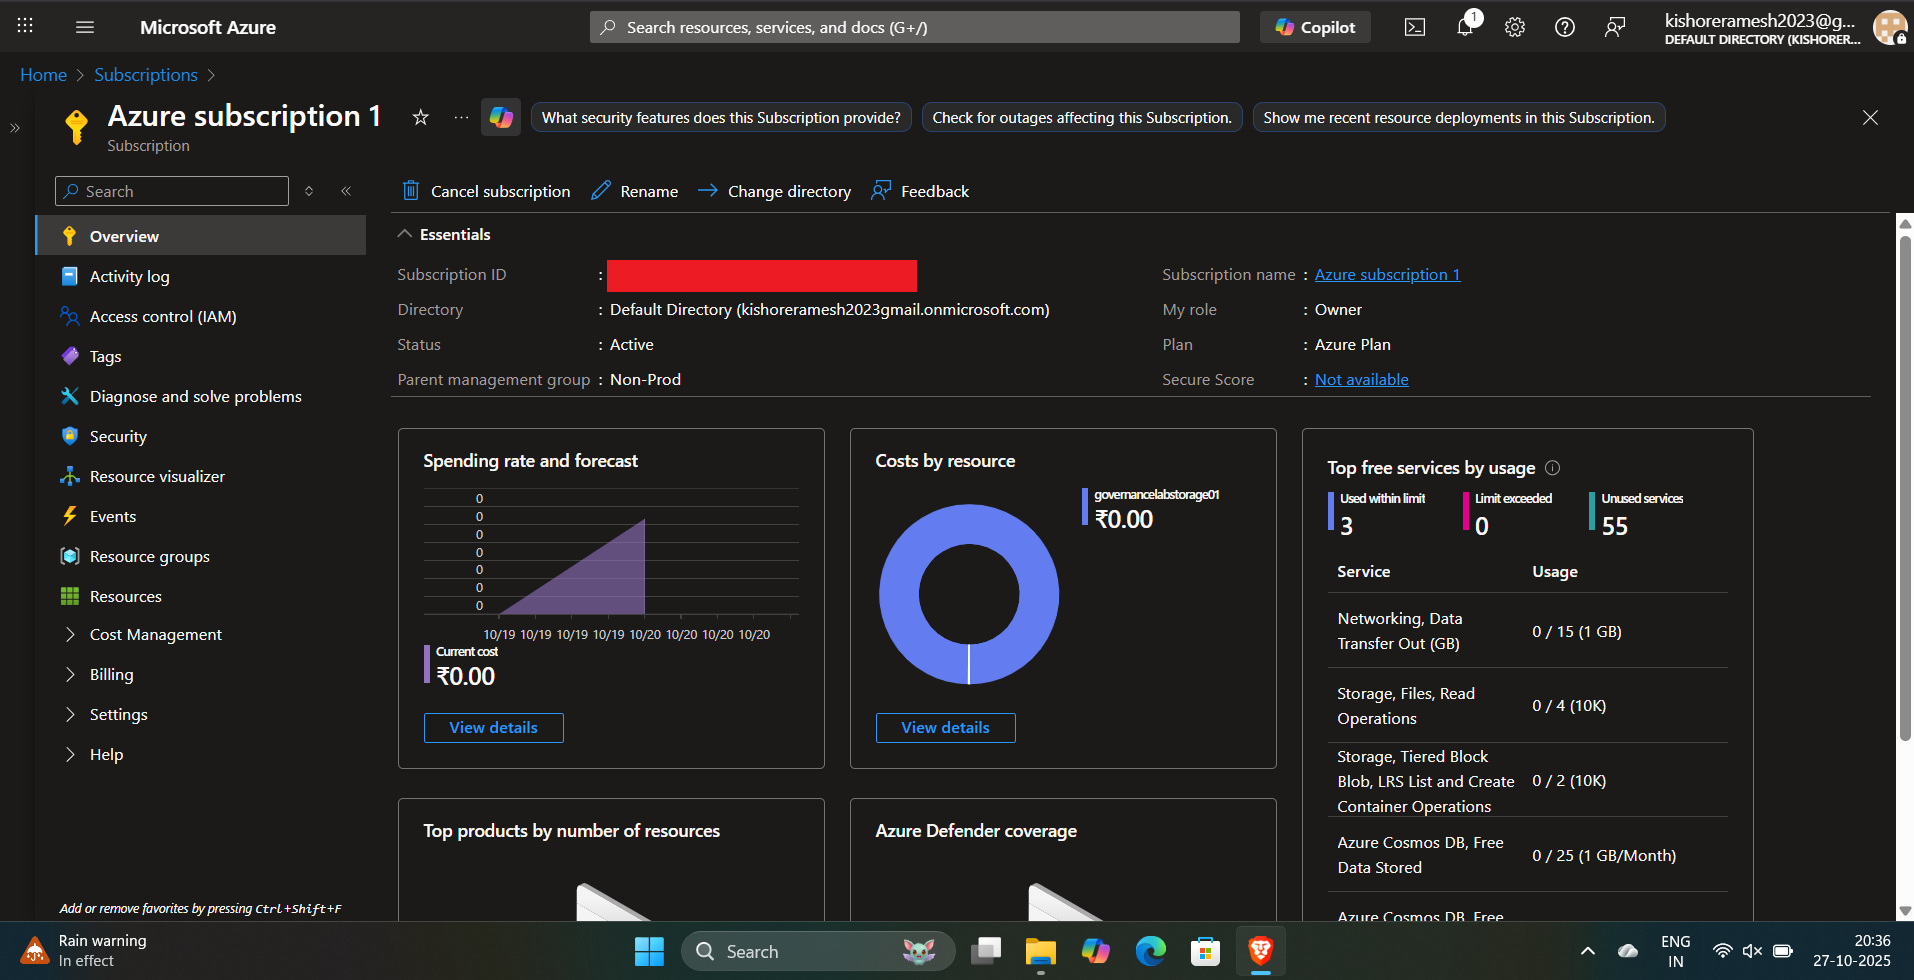 Microsoft Azure
Search resources, services, and docs (G+/)
Copilot
1
kishoreramesh2023@g...
DEFAULT DIRECTORY (KISHORER...
Home > Subscriptions >
Azure subscription 1
Subscription
What security features does this Subscription provide?
Check for outages affecting this Subscription.
Show me recent resource deployments in this Subscription.
Search
Cancel subscription
Rename
Change directory
Feedback
Overview
Activity log
Access control (IAM)
Tags
Diagnose and solve problems
Security
Resource visualizer
Events
Resource groups
Resources
Cost Management
Billing
Settings
Help
Add or remove favorites by pressing Ctrl+Shift+F
Essentials
Subscription ID :
Directory : Default Directory (kishoreramesh2023gmail.onmicrosoft.com)
Status : Active
Parent management group : Non-Prod
Subscription name : Azure subscription 1
My role : Owner
Plan : Azure Plan
Secure Score : Not available
Spending rate and forecast
0
0
0
0
0
0
0
10/19 10/19 10/19 10/19 10/20 10/20 10/20 10/20
Current cost
₹0.00
View details
Costs by resource
governancelabstorage01
₹0.00
View details
Top free services by usage
Used within limit
3
Limit exceeded
0
Unused services
55
Service Usage
Networking, Data
Transfer Out (GB)
0 / 15 (1 GB)
Storage, Files, Read
Operations
0 / 4 (10K)
Storage, Tiered Block
Blob, LRS List and Create
Container Operations
0 / 2 (10K)
Azure Cosmos DB, Free
Data Stored
0 / 25 (1 GB/Month)
Azure Cosmos DB, Free
Top products by number of resources
Azure Defender coverage
Rain warning
In effect
Search
ENG
IN
20:36
27-10-2025